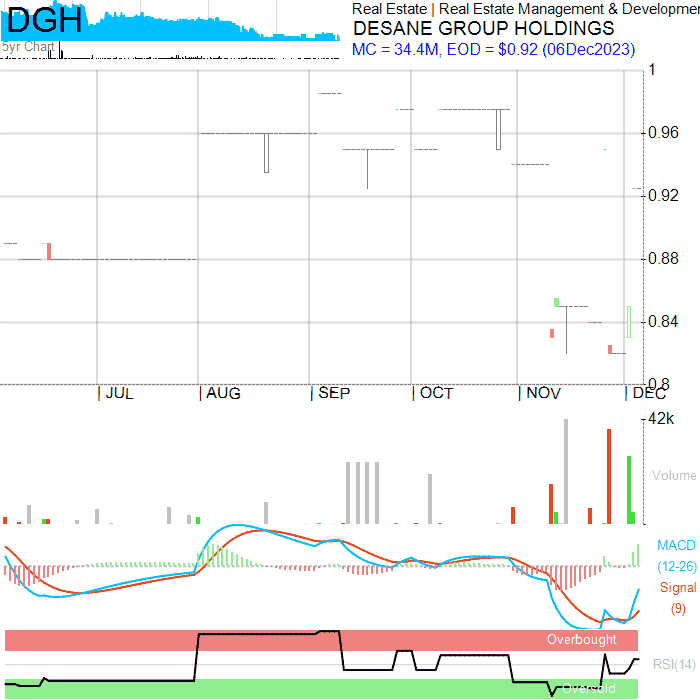 DGH
5yr Chart
Real Estate | Real Estate Management & Developmer
DESANE GROUP HOLDINGS
MC = 34.4M, EOD = $0.92 (06Dec2023)
1
0.96
0.92
0.88
0.84
0.8
| JUL | AUG | SEP | OCT | NOV | DEC
42k
Volume
MACD
(12-26)
Signal
(9)
Overbought
RSI(14)
Oversold